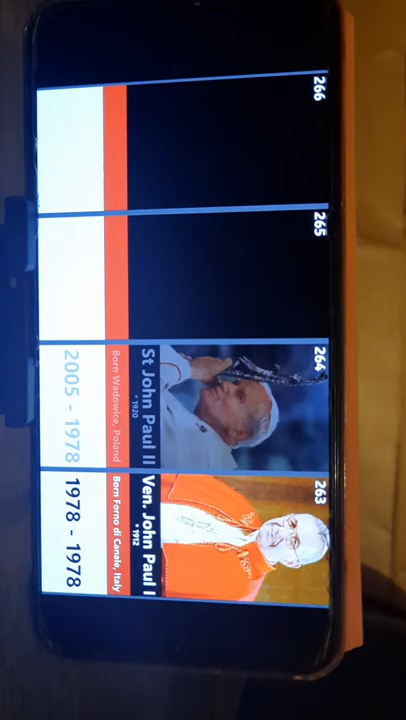 266
265
264
St John Paul II
* 1920
Born Wadowice, Poland
2005 - 1978
263
Ven. John Paul I
* 1912
Born Forno di Canale, Italy
1978 - 1978